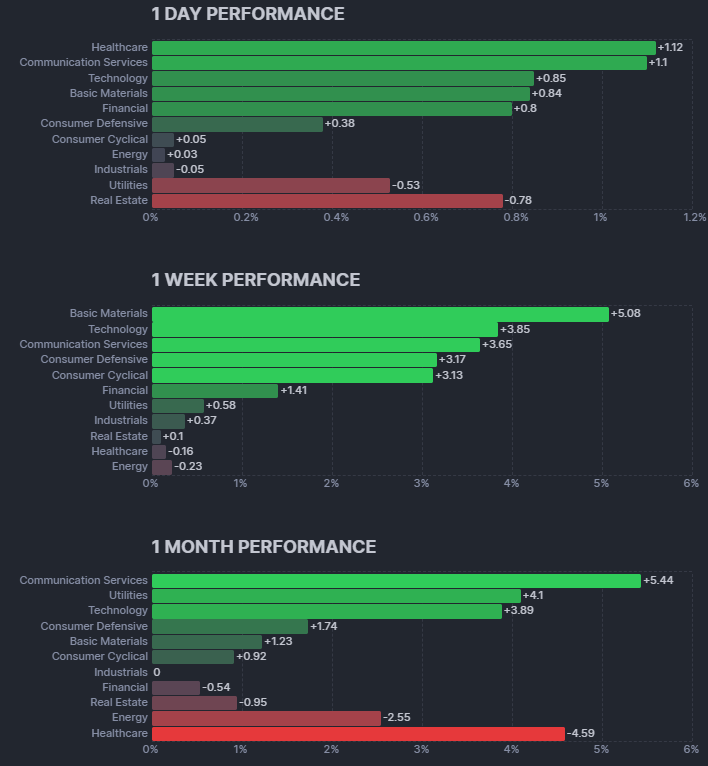 1 DAY PERFORMANCE
Healthcare +1.12
Communication Services +1.1
Technology +0.85
Basic Materials +0.84
Financial +0.8
Consumer Defensive +0.38
Consumer Cyclical +0.05
Energy +0.03
Industrials -0.05
Utilities -0.53
Real Estate -0.78
0% 0.2% 0.4% 0.6% 0.8% 1% 1.2%
1 WEEK PERFORMANCE
Basic Materials +5.08
Technology +3.85
Communication Services +3.65
Consumer Defensive +3.17
Consumer Cyclical +3.13
Financial +1.41
Utilities +0.58
Industrials +0.37
Real Estate +0.1
Healthcare -0.16
Energy -0.23
0% 1% 2% 3% 4% 5% 6%
1 MONTH PERFORMANCE
Communication Services +5.44
Utilities +4.1
Technology +3.89
Consumer Defensive +1.74
Basic Materials +1.23
Consumer Cyclical +0.92
Industrials 0
Financial -0.54
Real Estate -0.95
Energy -2.55
Healthcare -4.59
0% 1% 2% 3% 4% 5% 6%